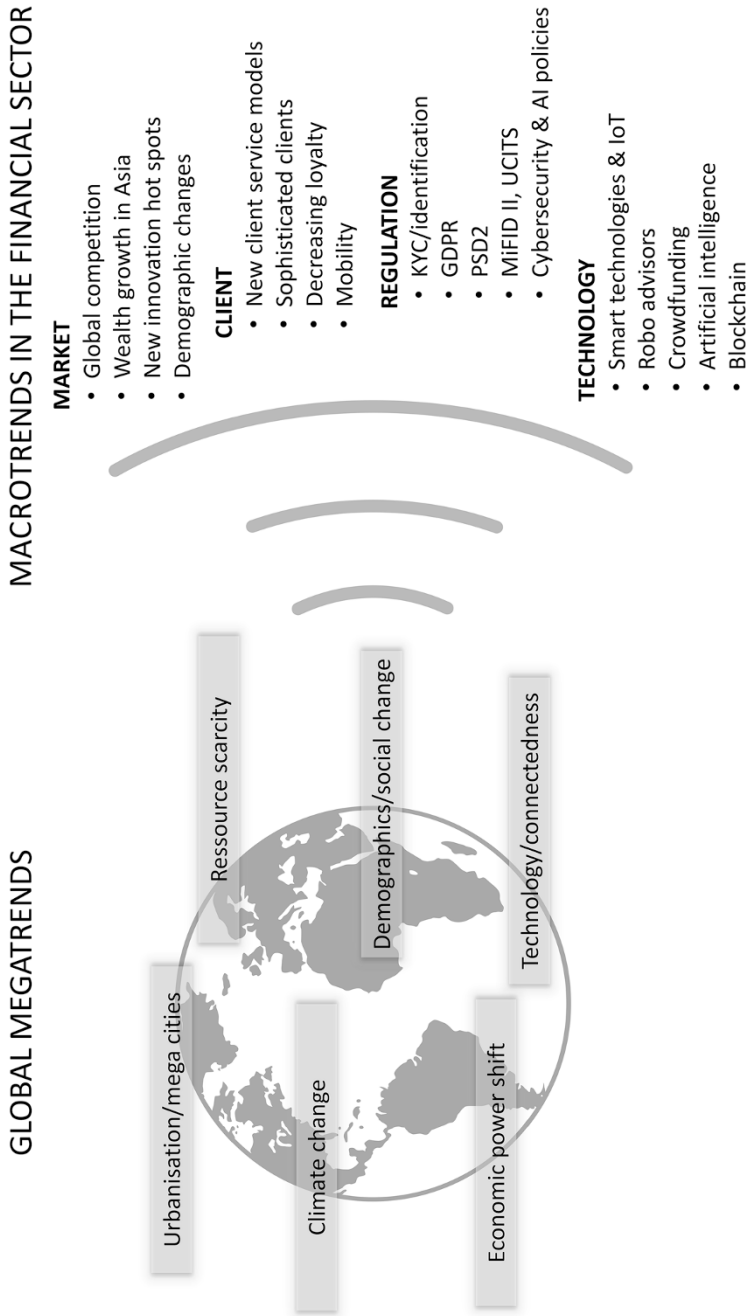 GLOBAL MEGATRENDS
Urbanisation/mega cities
Ressource scarcity
Climate change
Demographics/social change
Economic power shift
Technology/connectedness
MACROTRENDS IN THE FINANCIAL SECTOR
MARKET
• Global competition
• Wealth growth in Asia
• New innovation hot spots
• Demographic changes
CLIENT
• New client service models
• Sophisticated clients
• Decreasing loyalty
• Mobility
REGULATION
• KYC/identification
• GDPR
• PSD2
• MiFID II, UCITS
• Cybersecurity & AI policies
TECHNOLOGY
• Smart technologies & IoT
• Robo advisors
• Crowdfunding
• Artificial intelligence
• Blockchain